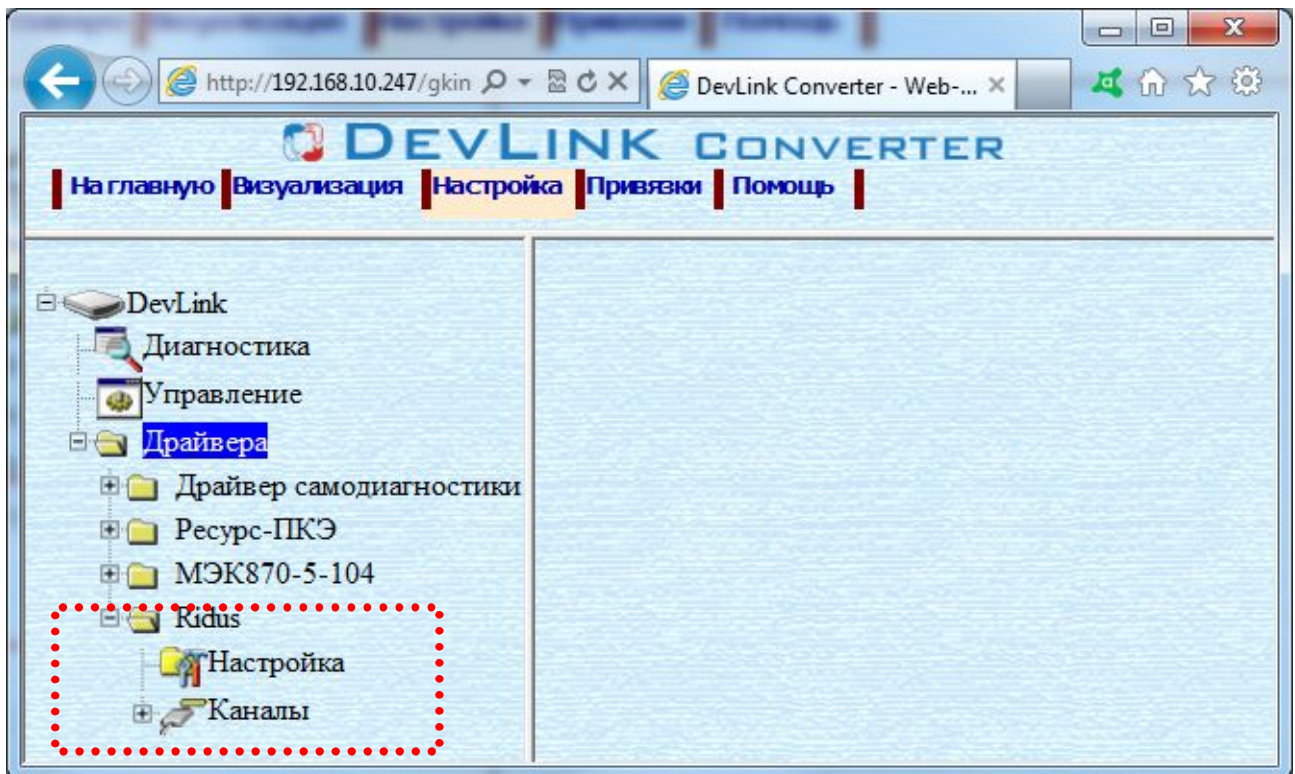 http://192.168.10.247/gkin
DevLink Converter - Web-...
DEVLINK CONVERTER
На главную Визуализация Настройка Привязки Помощь
DevLink
Диагностика
Управление
Драйвера
Драйвер самодиагностики
Ресурс-ПКЭ
МЭК870-5-104
Ridus
Настройка
Каналы